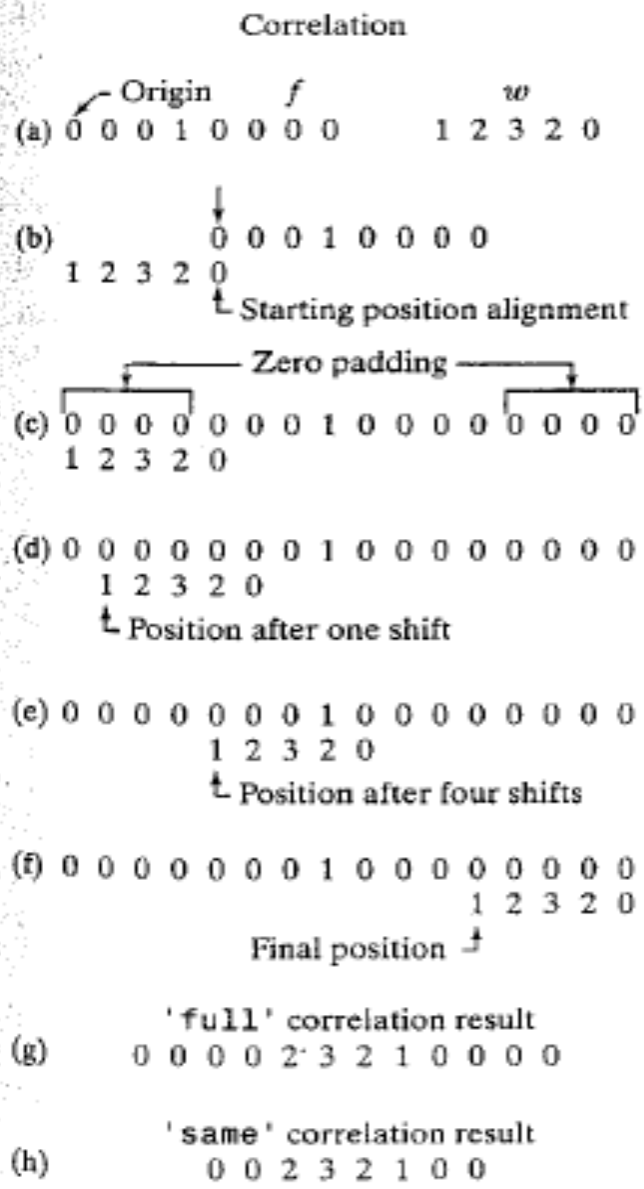 Correlation
Origin f w
(a) 0 0 0 1 0 0 0 0 1 2 3 2 0
(b) 0 0 0 1 0 0 0 0
1 2 3 2 0
Starting position alignment
Zero padding
(c) 0 0 0 0 0 0 0 1 0 0 0 0 0 0 0 0
1 2 3 2 0
(d) 0 0 0 0 0 0 0 1 0 0 0 0 0 0 0 0
1 2 3 2 0
Position after one shift
(e) 0 0 0 0 0 0 0 1 0 0 0 0 0 0 0 0
1 2 3 2 0
Position after four shifts
(f) 0 0 0 0 0 0 0 1 0 0 0 0 0 0 0 0
1 2 3 2 0
Final position
'full' correlation result
(g) 0 0 0 0 2 3 2 1 0 0 0 0
'same' correlation result
(h) 0 0 2 3 2 1 0 0